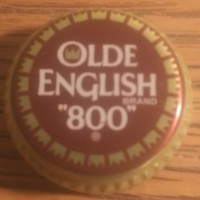 OLDE
ENGLISH
BRAND
"800"
®